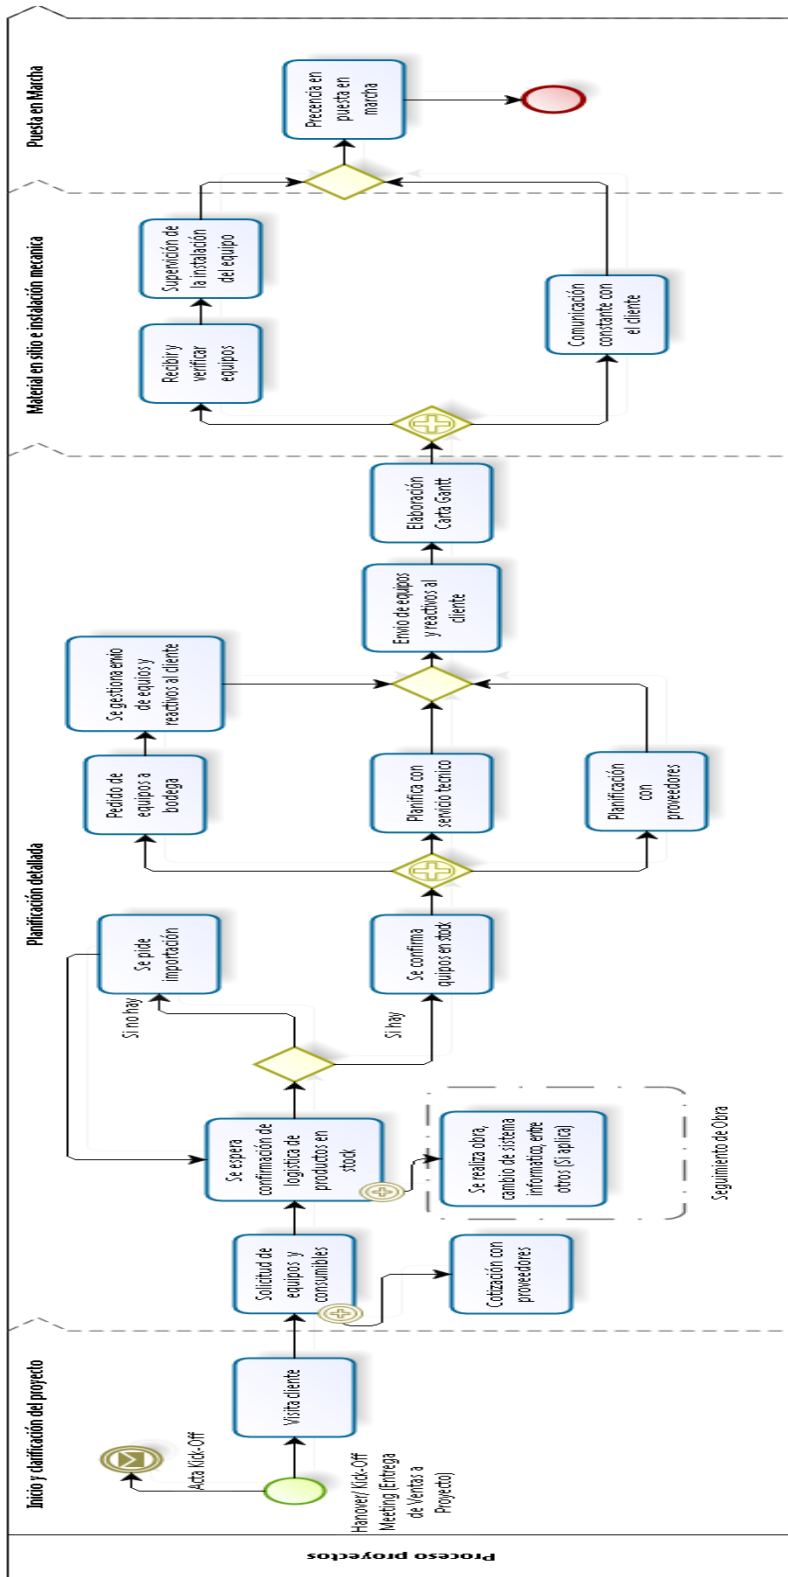 Proceso proyectos
Inicio y clarificación del proyecto
Acta Kick-Off
Hanover/ Kick-Off
Meeting (Entrega
de Ventas a
Proyecto)
Visita cliente
Planificación detallada
Solicitud de
equipos y
consumibles
Cotización con
proveedores
Se espera
confirmación de
logística de
productos en
stock
Se realiza obra,
cambio de sistema
informatico, entre
otros (Si aplica)
Seguimiento de Obra
Si no hay
Se pide
importación
Si hay
Se confirma
quipos en stock
Pedido de
equipos a
bodega
Se gestiona envio
de equios y
reactivos al cliente
Planifica con
servicio tecnico
Planificación
con
proveedores
Envio de equipos
y reactivos al
cliente
Elaboración
Carta Gantt
Material en sitio e instalación mecanica
Recibir y
verificar
equipos
Supervición de
la instalación
del equipo
Comunicación
constante con
el cliente
Puesta en Marcha
Precencia en
puesta en
marcha